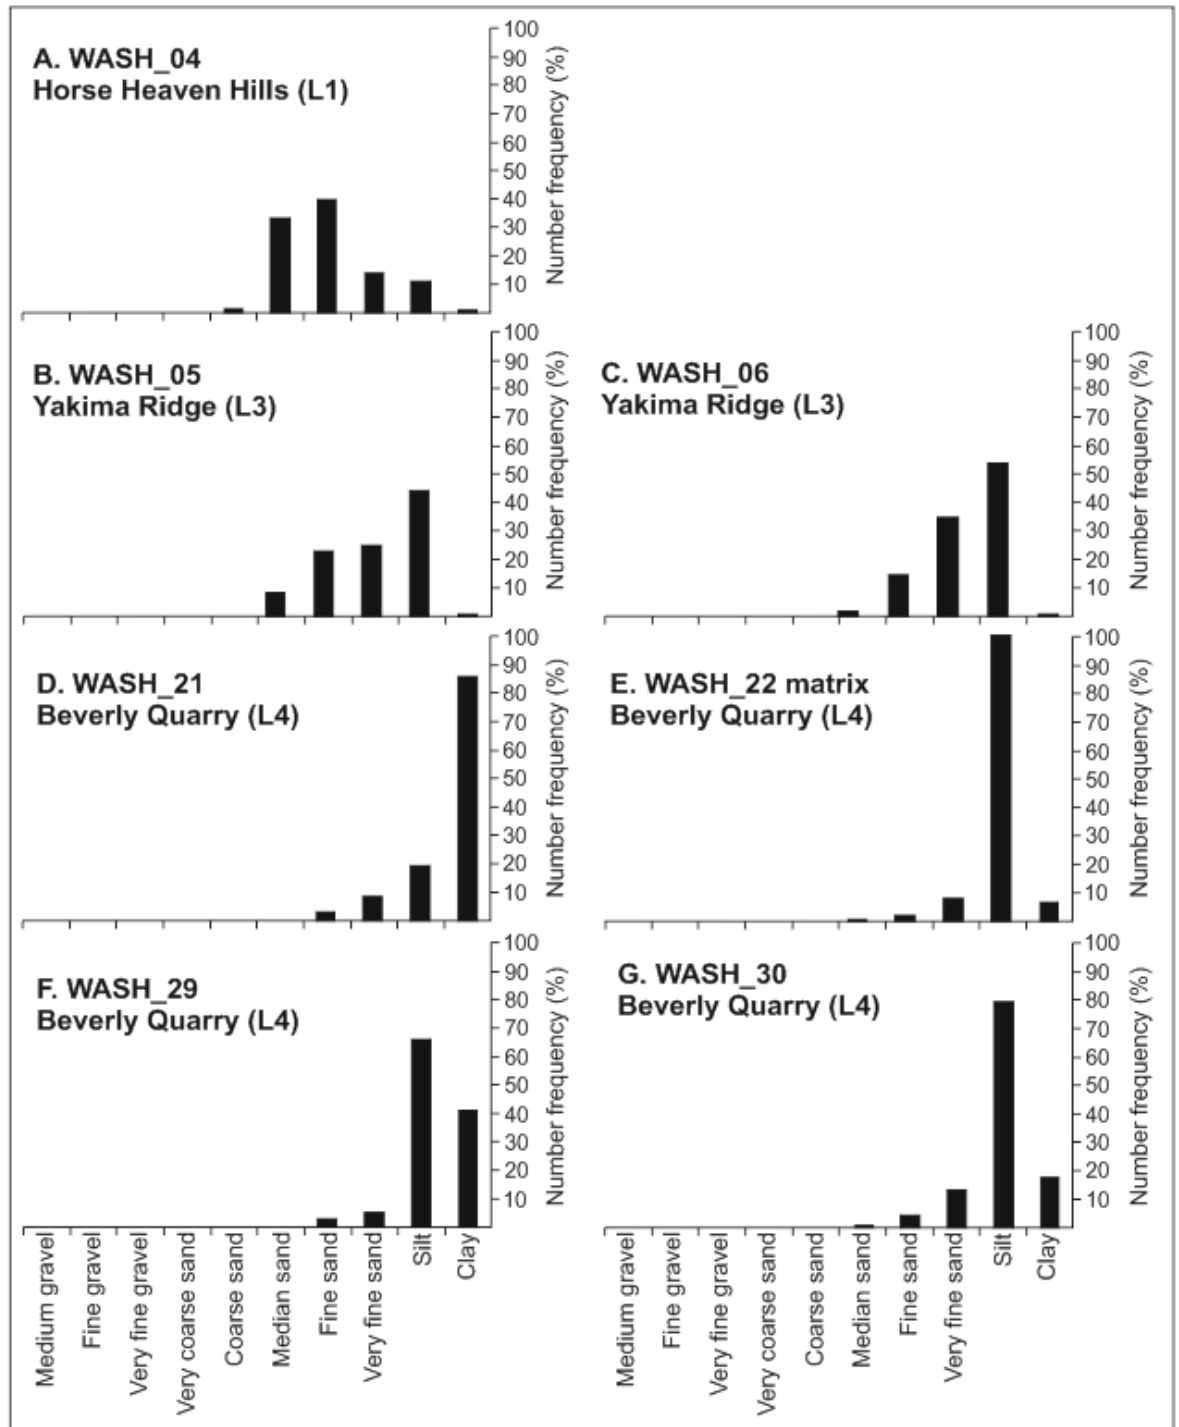 A. WASH_04
Horse Heaven Hills (L1)
100
90
80
70
60
50
40
30
20
10
Number frequency (%)
B. WASH_05
Yakima Ridge (L3)
100
90
80
70
60
50
40
30
20
10
Number frequency (%)
C. WASH_06
Yakima Ridge (L3)
100
90
80
70
60
50
40
30
20
10
Number frequency (%)
D. WASH_21
Beverly Quarry (L4)
100
90
80
70
60
50
40
30
20
10
Number frequency (%)
E. WASH_22 matrix
Beverly Quarry (L4)
100
90
80
70
60
50
40
30
20
10
Number frequency (%)
F. WASH_29
Beverly Quarry (L4)
100
90
80
70
60
50
40
30
20
10
Number frequency (%)
G. WASH_30
Beverly Quarry (L4)
100
90
80
70
60
50
40
30
20
10
Number frequency (%)
Medium gravel
Fine gravel
Very fine gravel
Very coarse sand
Coarse sand
Median sand
Fine sand
Very fine sand
Silt
Clay
Medium gravel
Fine gravel
Very fine gravel
Very coarse sand
Coarse sand
Median sand
Fine sand
Very fine sand
Silt
Clay